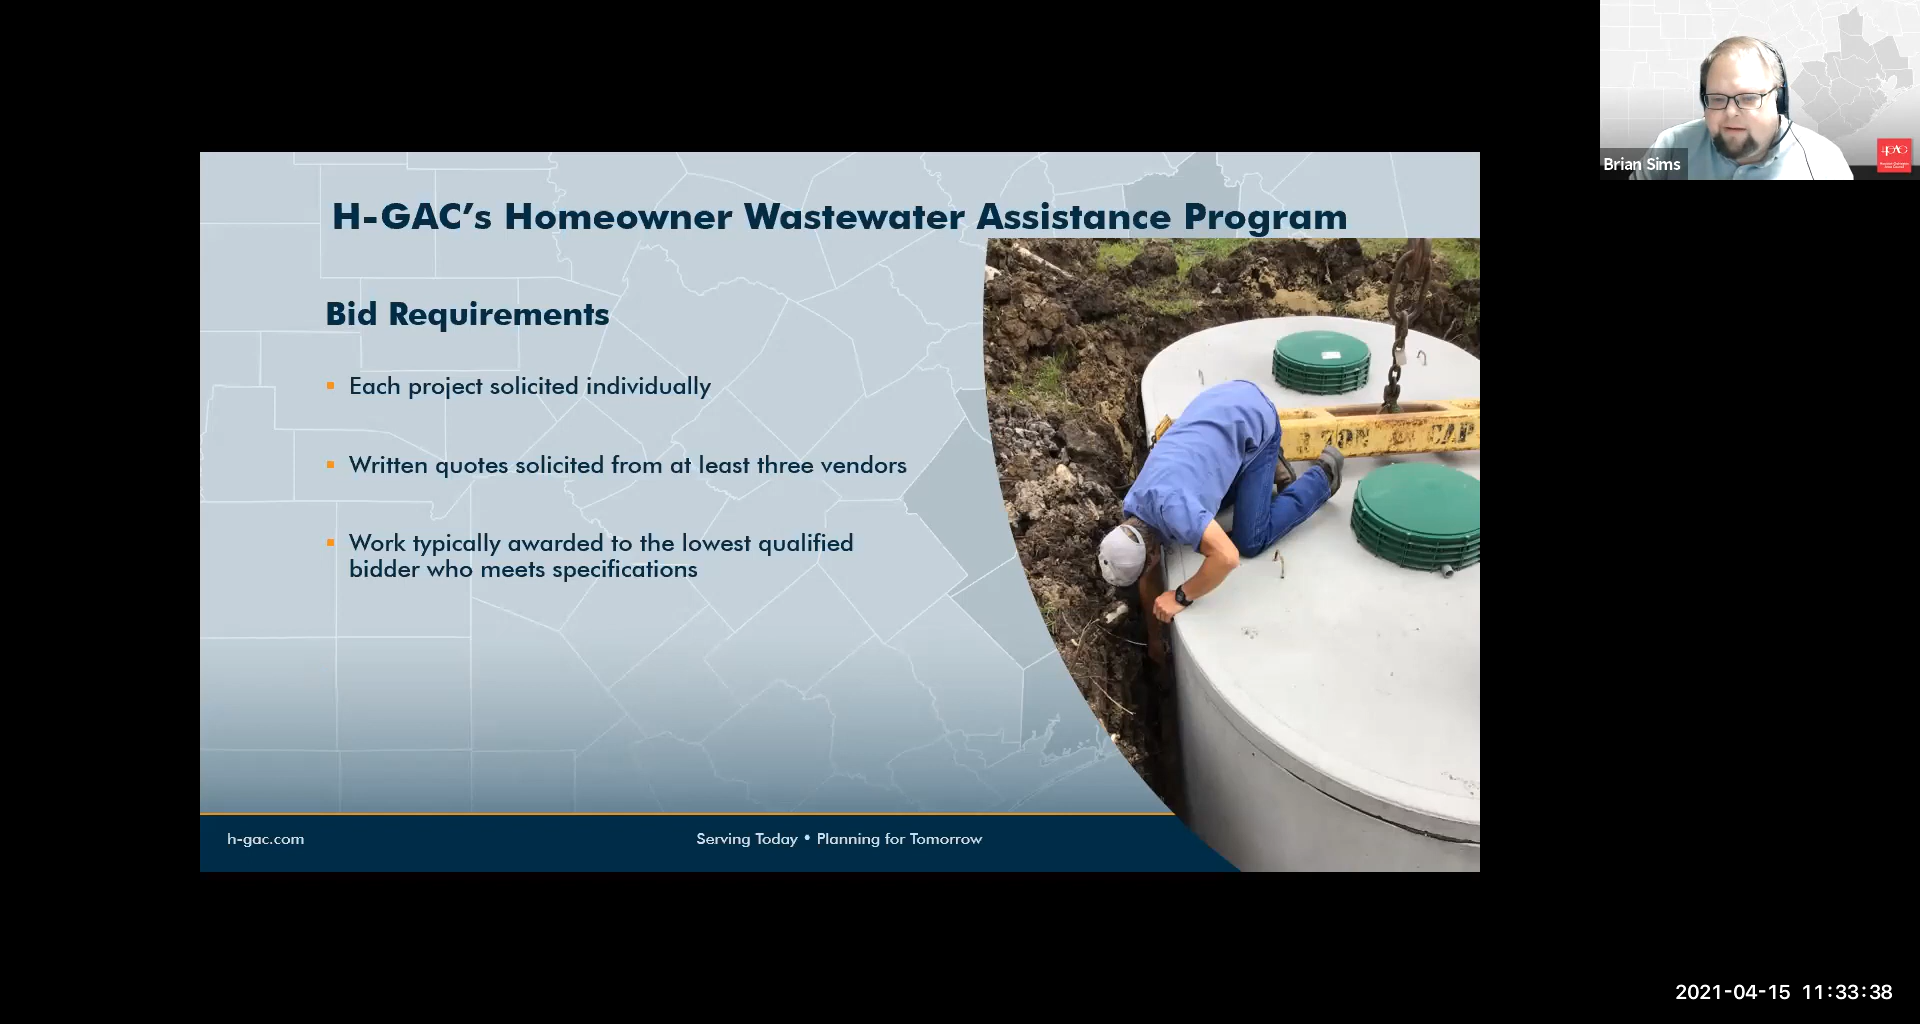 H-GAC’s Homeowner Wastewater Assistance Program
Bid Requirements
Each project solicited individually
Written quotes solicited from at least three vendors
Work typically awarded to the lowest qualified
bidder who meets specifications
TON
CAP
h-gac.com
Serving Today • Planning for Tomorrow
Brian Sims
2021-04-15 11:33:38